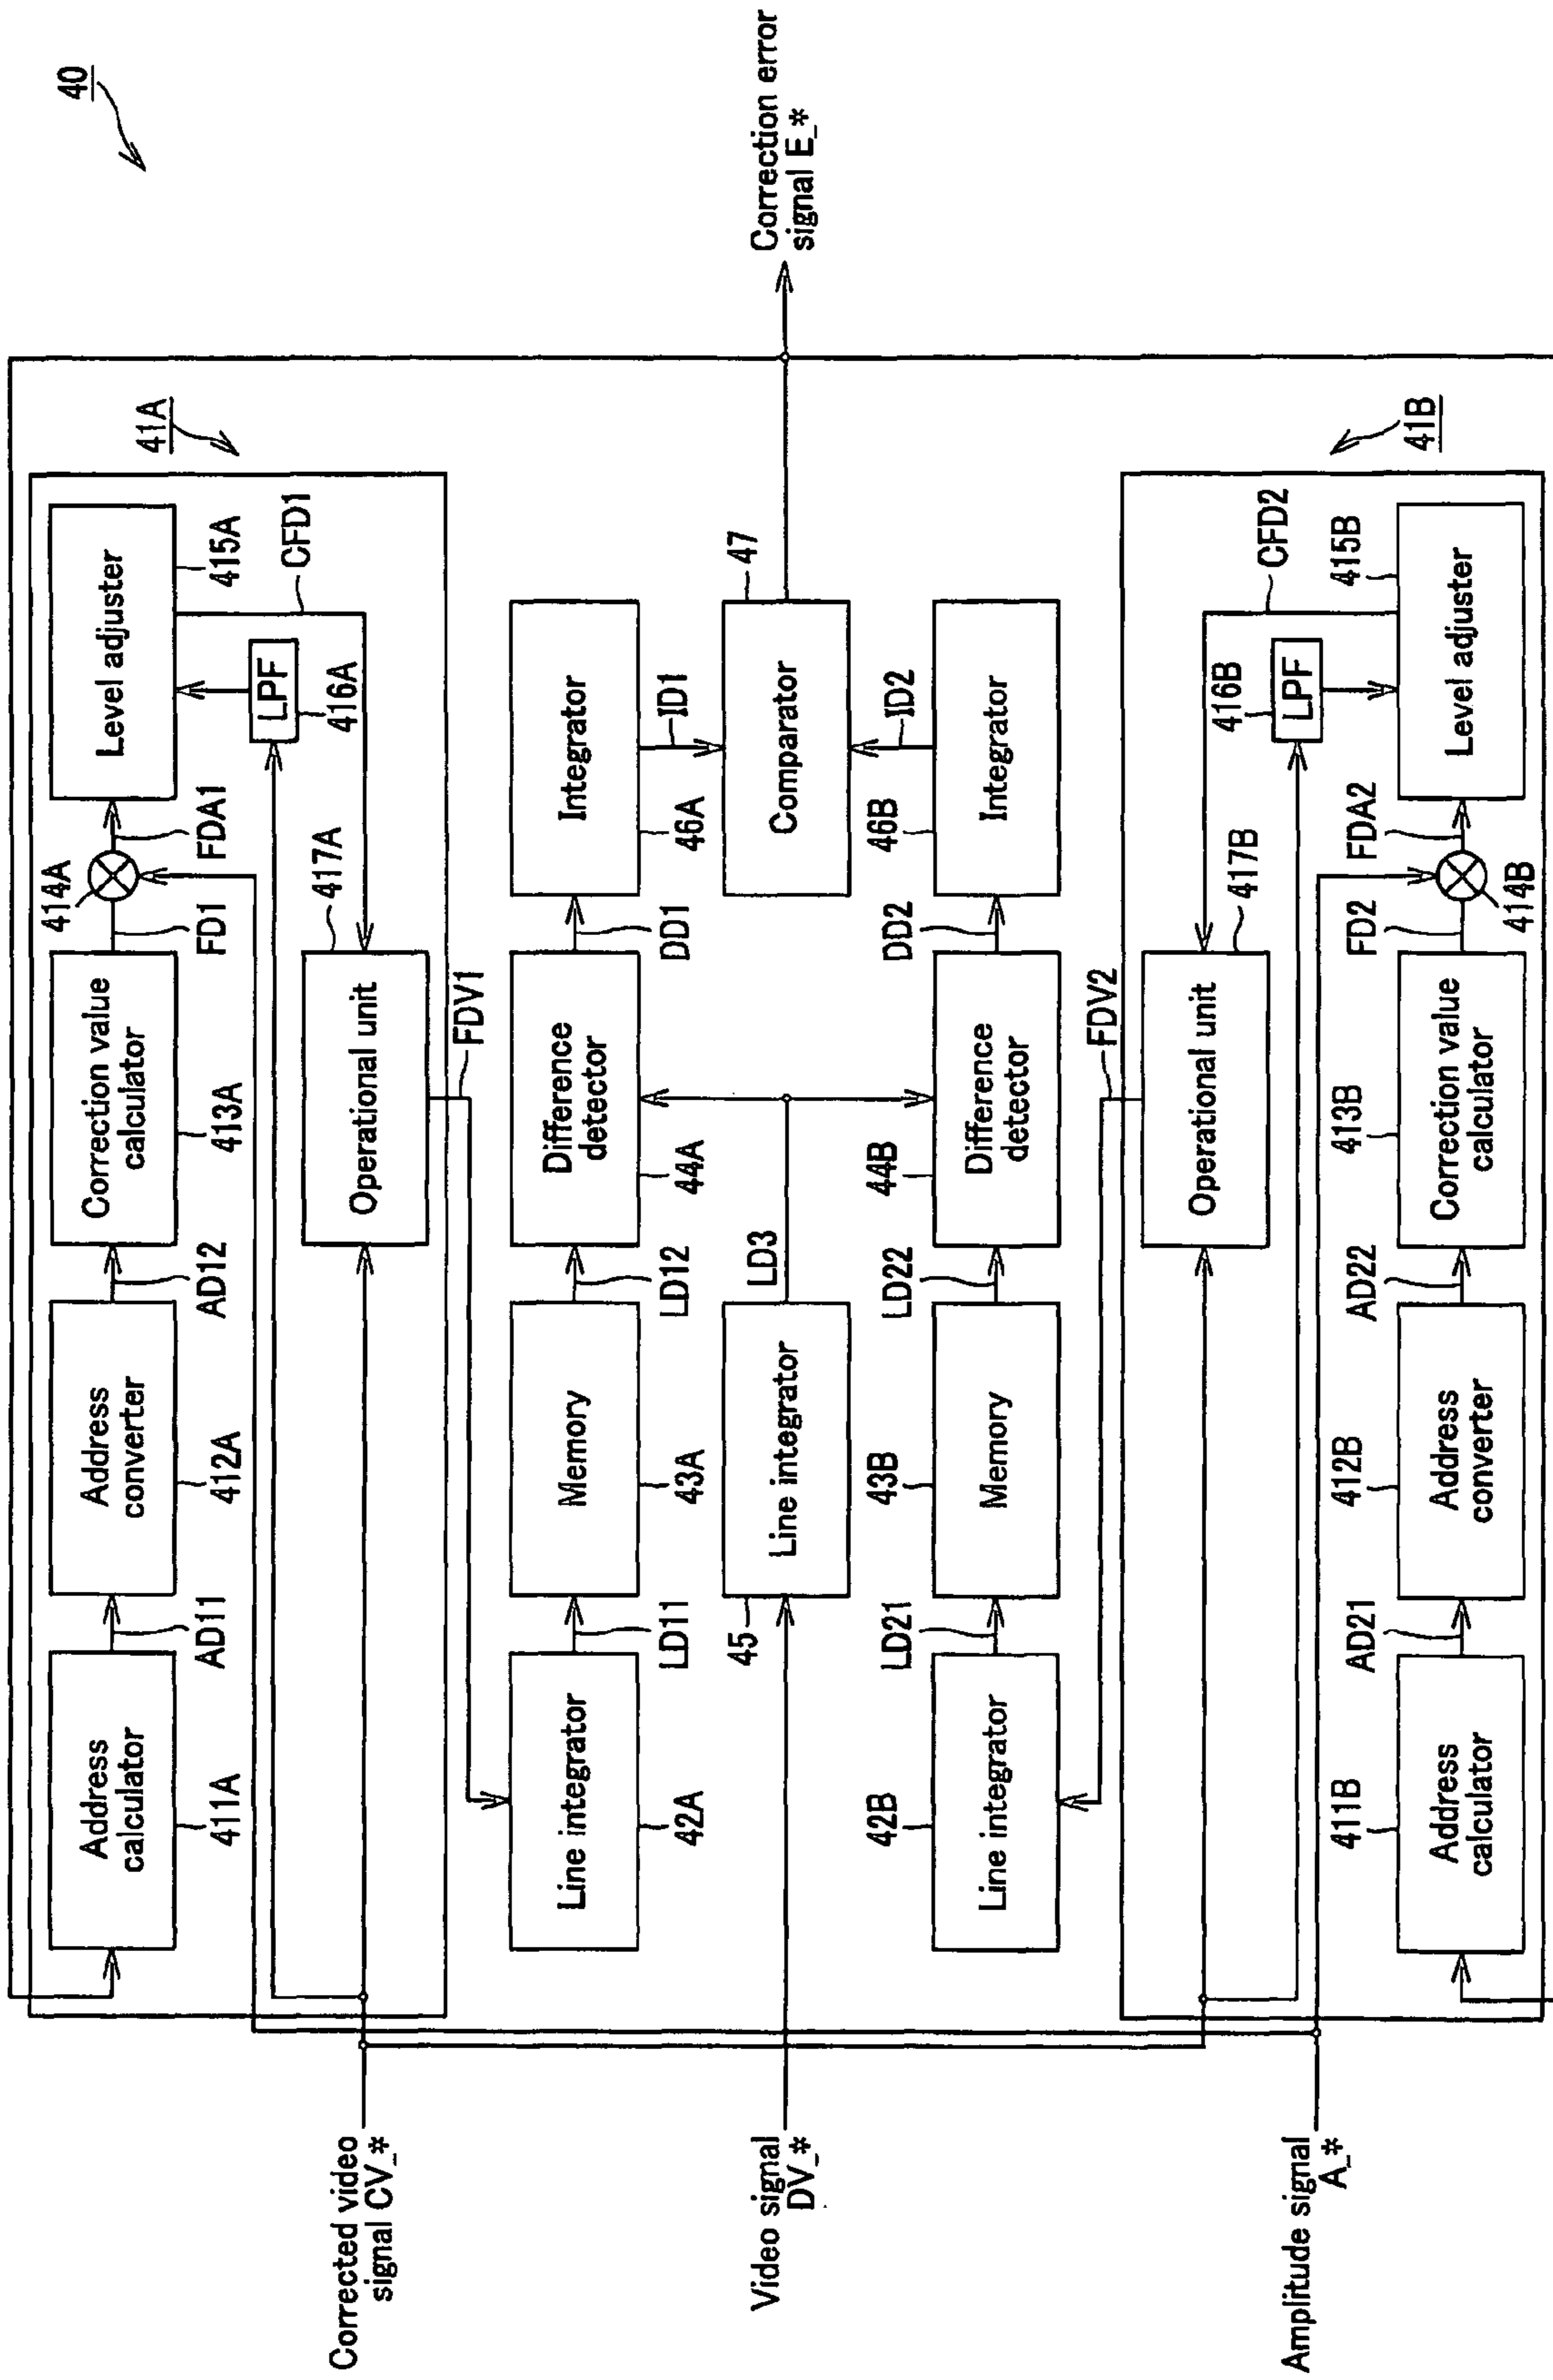 40
41A
Address
calculator
411A
AD11
Address
converter
412A
AD12
Correction value
calculator
413A
FD1
414A
FDA1
Level adjuster
415A
LPF
416A
CFD1
Operational unit
417A
FDV1
Corrected video
signal CV_*
Line integrator
42A
LD11
Memory
43A
LD12
Difference
detector
44A
DD1
Integrator
46A
ID1
Video signal
DV_*
45
Line integrator
LD3
Comparator
47
Correction error
signal E_*
Line integrator
42B
LD21
Memory
43B
LD22
Difference
detector
44B
DD2
Integrator
46B
ID2
FDV2
Operational unit
417B
416B
LPF
CFD2
41B
Amplitude signal
A_*
Address
calculator
411B
AD21
Address
converter
412B
AD22
Correction value
calculator
413B
FD2
414B
FDA2
Level adjuster
415B